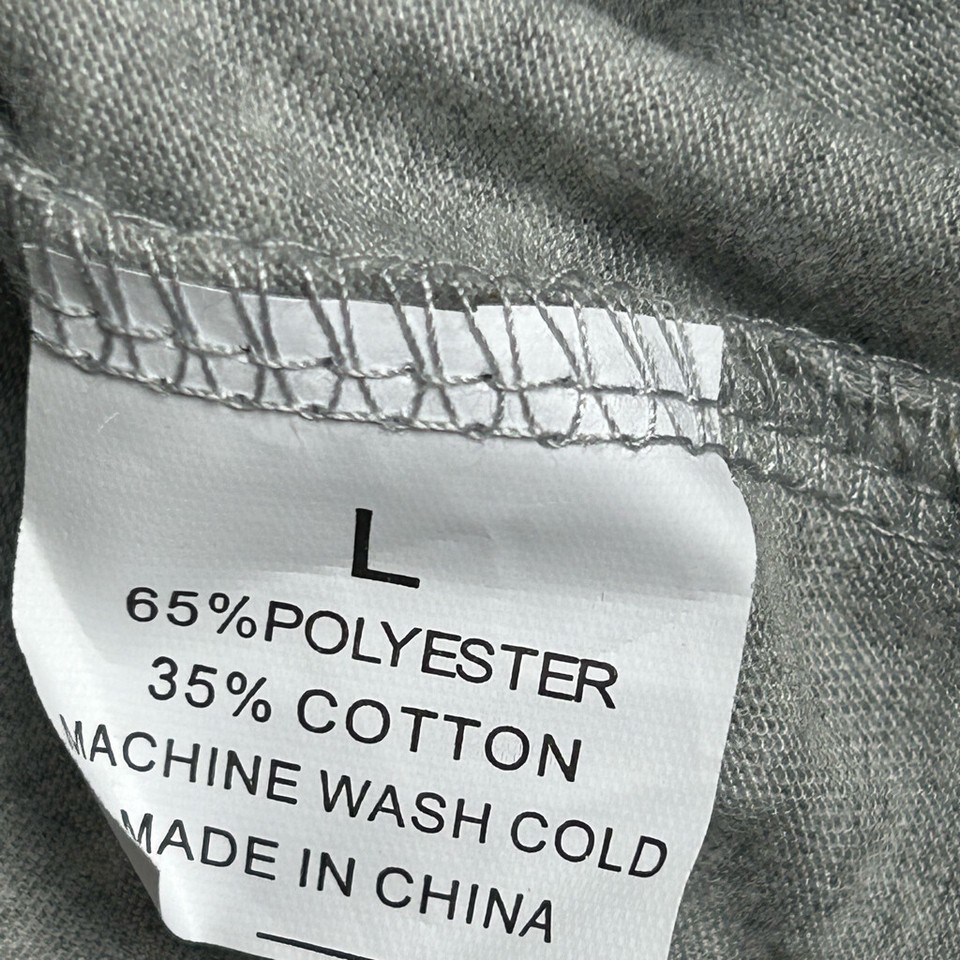 L
65%POLYESTER
35% COTTON
MACHINE WASH COLD
MADE IN CHINA